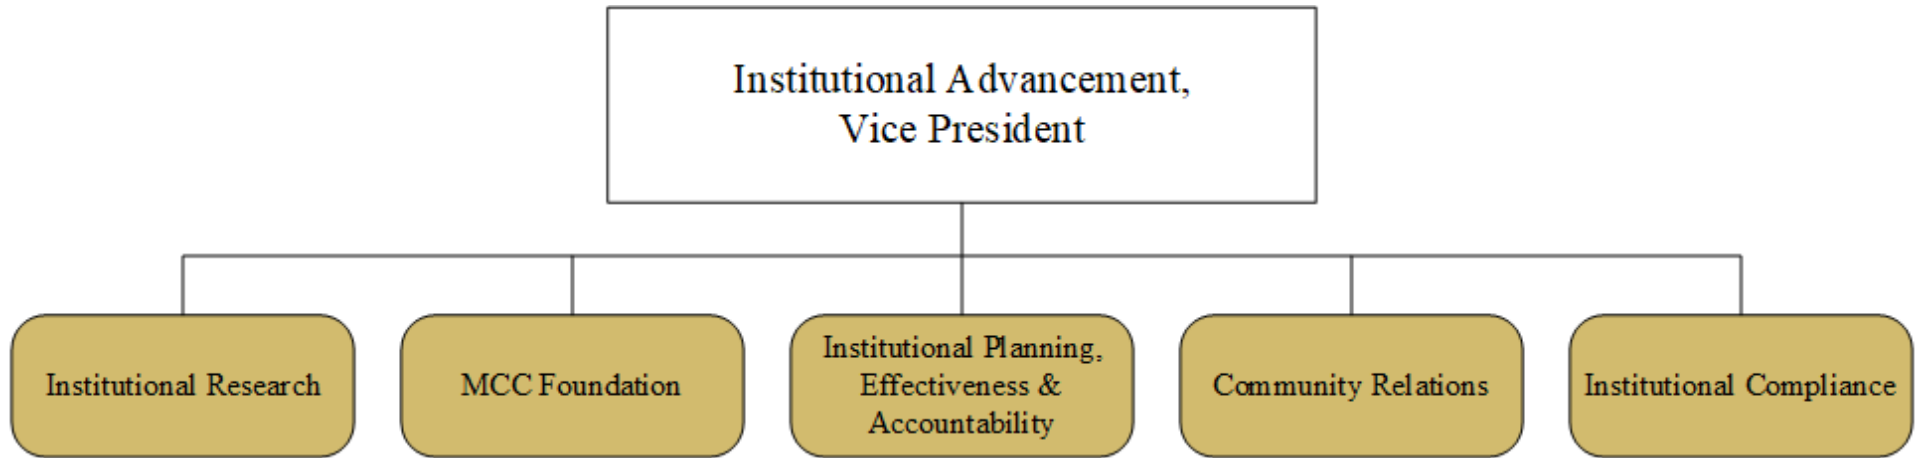 Institutional Advancement,
Vice President
Institutional Research
MCC Foundation
Institutional Planning,
Effectiveness &
Accountability
Community Relations
Institutional Compliance